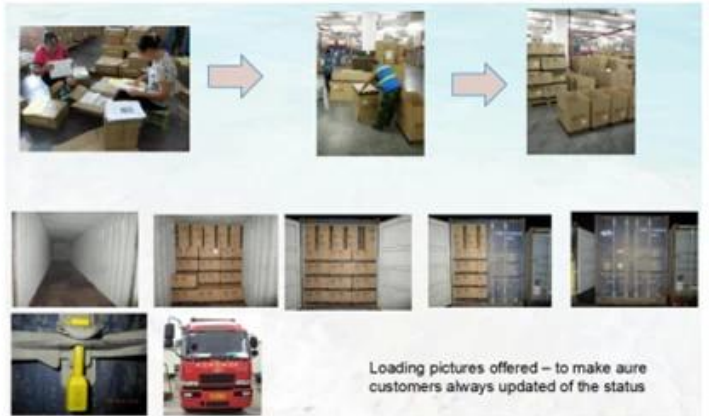 Loading pictures offered – to make aure
customers always updated of the status